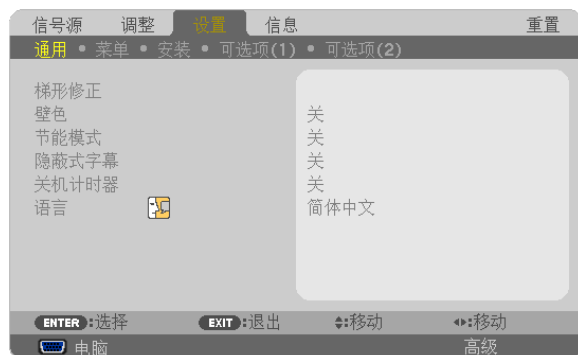 信号源 调整 设置 信息 重置
通用 • 菜单 • 安装 • 可选项(1) • 可选项(2)
梯形修正
壁色 关
节能模式 关
隐蔽式字幕 关
关机计时器 关
语言 简体中文
ENTER:选择 EXIT:退出 :移动 :移动
电脑 高级